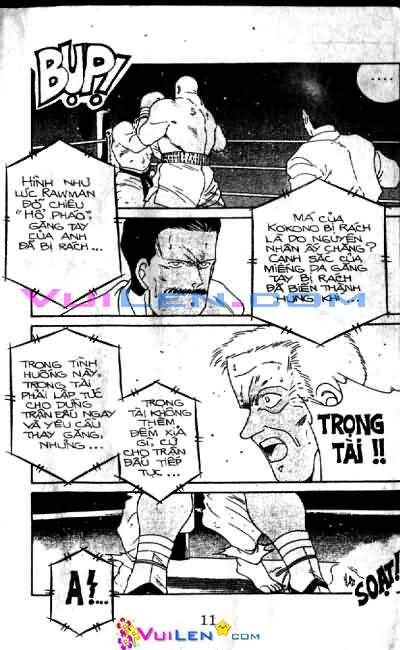 BỤP!
....
HÌNH NHƯ
LÚC RAWMAN
ĐỠ CHIÊU
"HỔ PHÁO",
GĂNG TAY
CỦA ANH
ĐÃ BỊ RÁCH...
MÁ CỦA
KOKONO BỊ RẠCH
LÀ DO NGUYÊN
NHÂN ẤY CHĂNG?
CẠNH SẮC CỦA
MIẾNG DA GĂNG
TAY BỊ RÁCH
ĐÃ BIẾN THÀNH
HUNG KHÍ
VUILEN.COM
TRONG TÌNH
HUỐNG NÀY,
TRỌNG TÀI
PHẢI LẬP TỨC
CHO DỪNG
TRẬN ĐẤU NGAY
VÀ YÊU CẦU
THAY GĂNG,
NHƯNG...
TRỌNG
TÀI KHÔNG
THÈM
ĐẾM XỈA
GÌ, CỨ
CHO TRẬN
ĐẤU TIẾP
TỤC...
TRỌNG
TÀI!!
A!...
SOẠT!
11
VUILEN.COM